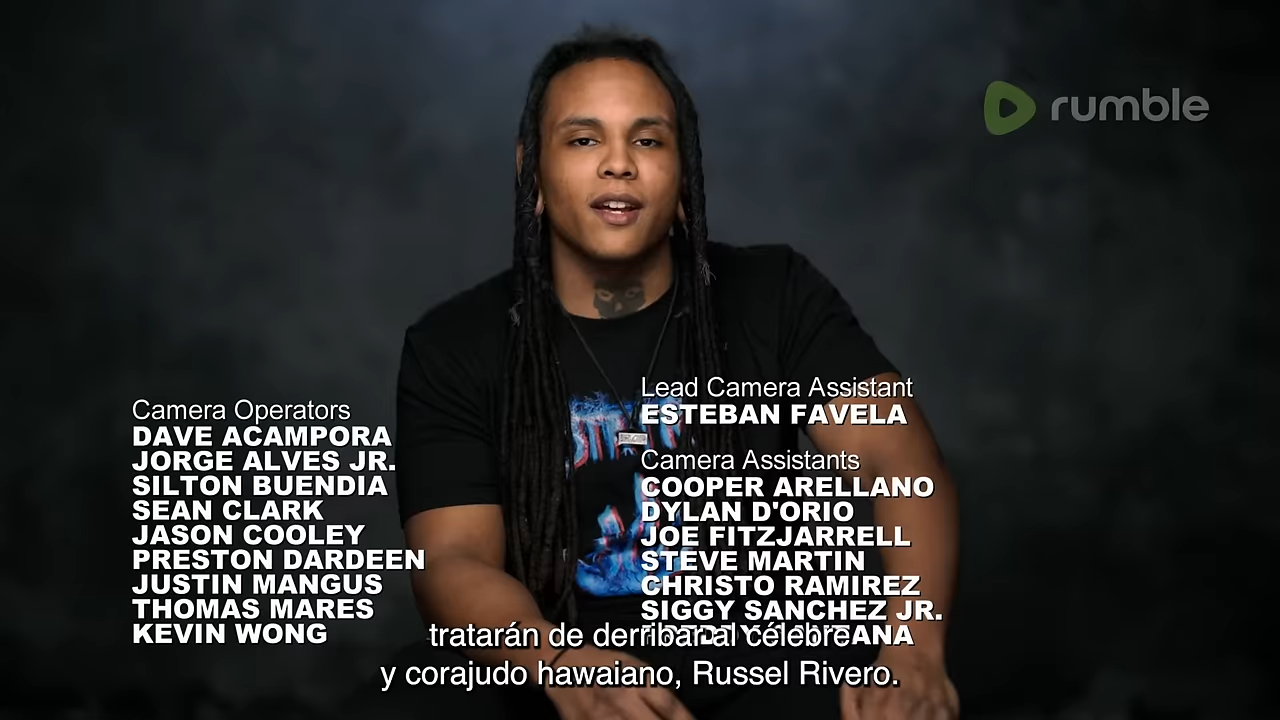 rumble
Camera Operators
DAVE ACAMPORA
JORGE ALVES JR.
SILTON BUENDIA
SEAN CLARK
JASON COOLEY
PRESTON DARDEEN
JUSTIN MANGUS
THOMAS MARES
KEVIN WONG
Lead Camera Assistant
ESTEBAN FAVELA
Camera Assistants
COOPER ARELLANO
DYLAN D'ORIO
JOE FITZJARRELL
STEVE MARTIN
CHRISTO RAMIREZ
SIGGY SANCHEZ JR.
tratarán de derribar al célebre
y corajudo hawaiano, Russel Rivero.